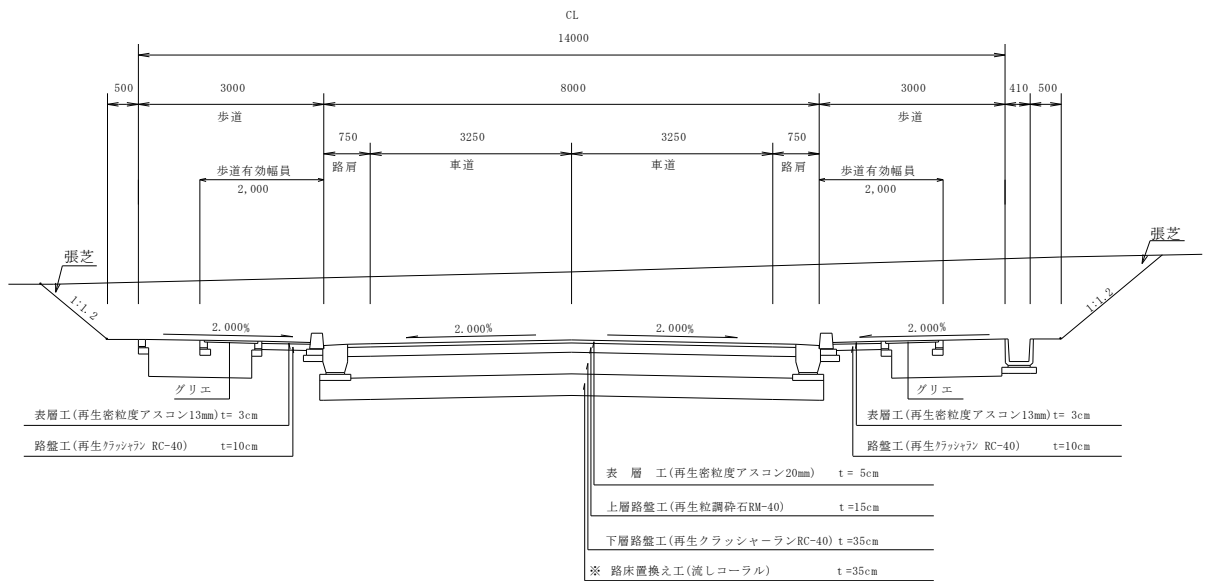 CL
14000
500 3000 8000 3000 410 500
歩道 歩道
750 3250 3250 750
路肩 車道 車道 路肩
歩道有効幅員 歩道有効幅員
2,000 2,000
張芝 張芝
1:1.2 1:1.2
2.000% 2.000% 2.000% 2.000%
グリエ グリエ
表層工(再生密粒度アスコン13mm)t= 3cm 表層工(再生密粒度アスコン13mm)t= 3cm
路盤工(再生クラッシャラン RC-40) t=10cm 路盤工(再生クラッシャラン RC-40) t=10cm
表 層 工(再生密粒度アスコン20mm) t = 5cm
上層路盤工(再生粒調砕石RM-40) t =15cm
下層路盤工(再生クラッシャーランRC-40) t =35cm
※ 路床置換え工(流しコーラル) t =35cm